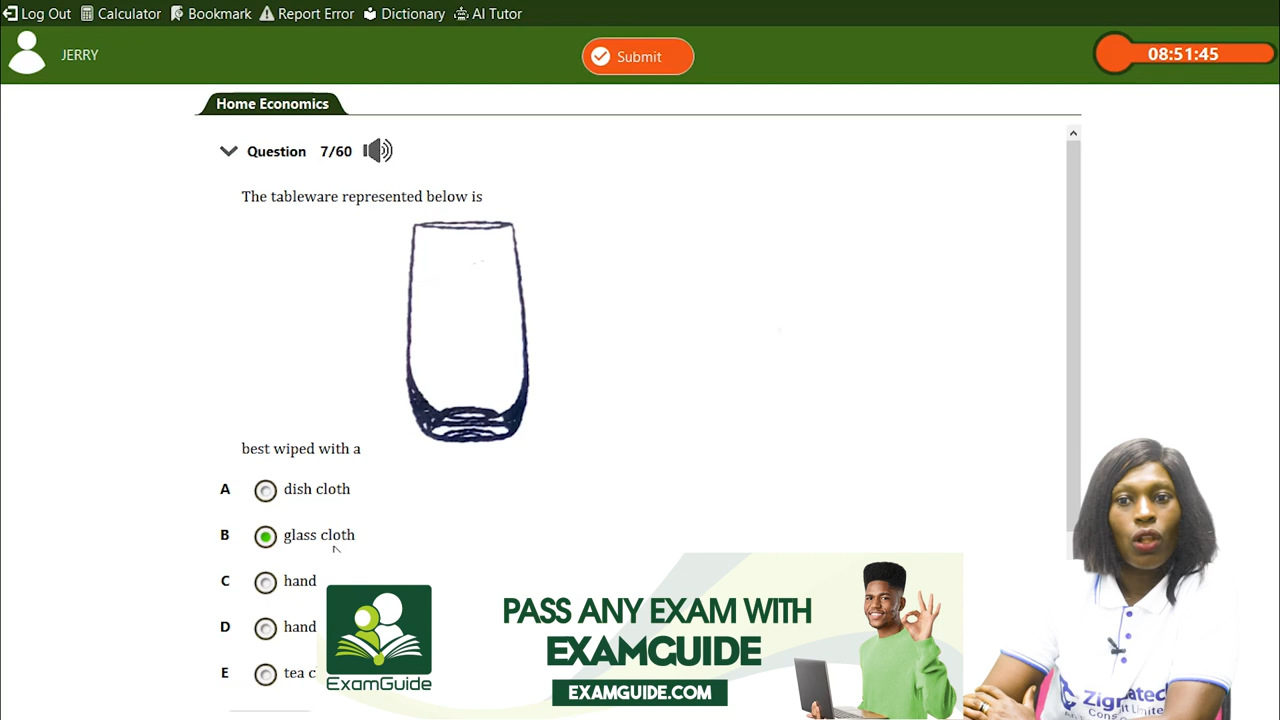 Log Out Calculator Bookmark Report Error Dictionary AI Tutor
JERRY
Submit
08:51:45
Home Economics
Question 7/60
The tableware represented below is
best wiped with a
A dish cloth
B glass cloth
C hand
D hand
E tea c
ExamGuide
PASS ANY EXAM WITH
EXAMGUIDE
EXAMGUIDE.COM